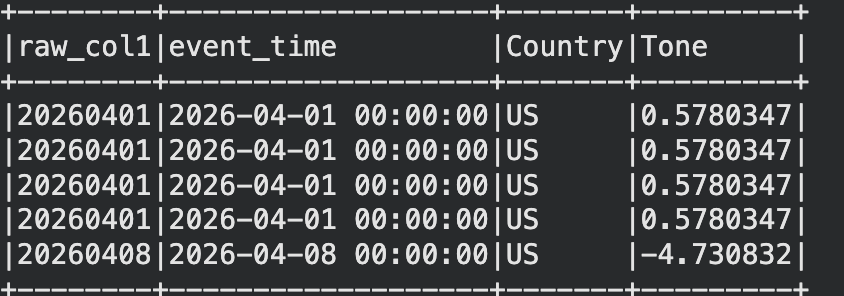 +--------+-------------------+-------+---------+
|raw_col1|event_time         |Country|Tone     |
+--------+-------------------+-------+---------+
|20260401|2026-04-01 00:00:00|US     |0.5780347|
|20260401|2026-04-01 00:00:00|US     |0.5780347|
|20260401|2026-04-01 00:00:00|US     |0.5780347|
|20260401|2026-04-01 00:00:00|US     |0.5780347|
|20260408|2026-04-08 00:00:00|US     |-4.730832|
+--------+-------------------+-------+---------+